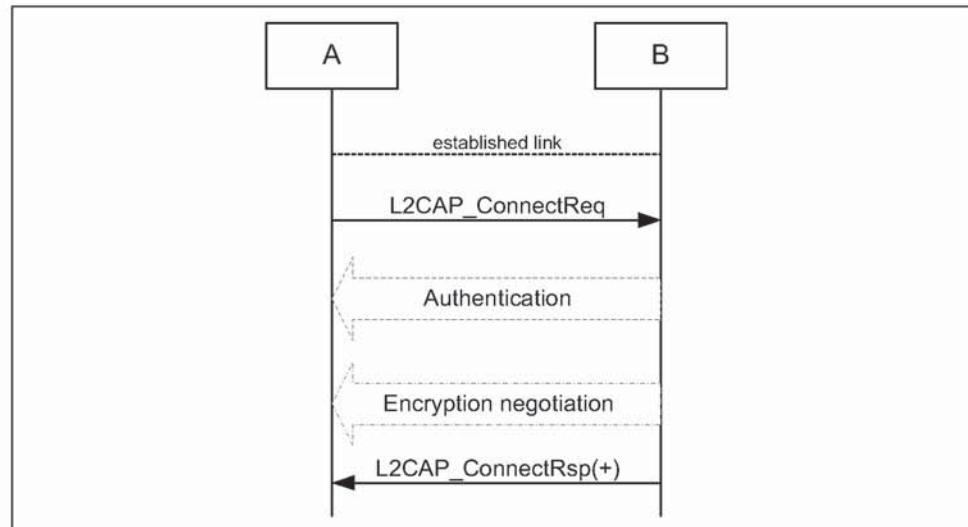 A
B
established link
L2CAP_ConnectReq
Authentication
Encryption negotiation
L2CAP_ConnectRsp(+)